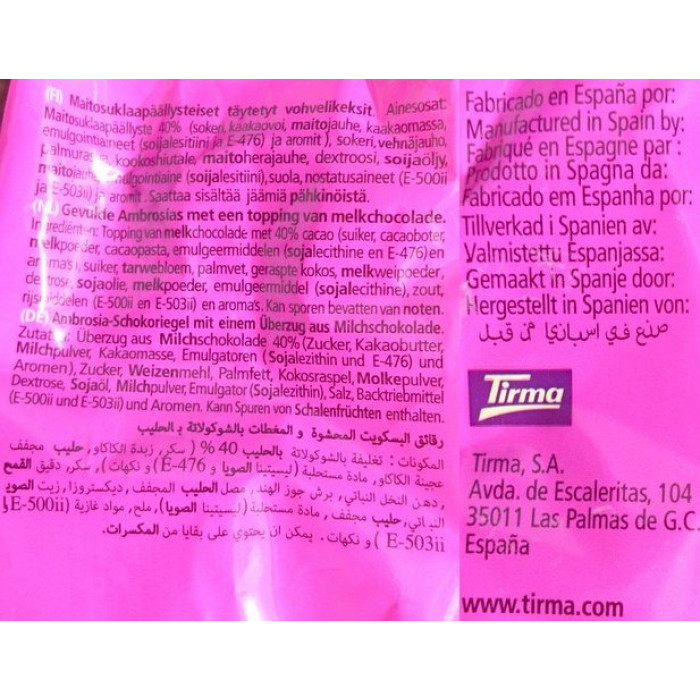 (FI) Maitosuklaapäällysteiset täytetyt vohvelikeksit. Ainesosat:
Maitosuklaapäällyste 40% (sokeri, kaakaovoi, maitojauhe, kaakaomassa,
emulgointiaineet (soijalesitiini ja E-476) ja aromit), sokeri, vehnäjauho,
kookoshiutale, maitoherajauhe, dektroosi, soijaöljy,
maitojauhe, emulgointiaine (soijalesitiini), suola, nostatusaineet (E-500ii
ja E-503ii) ja aromit. Saattaa sisältää jäämiä pähkinöistä.
(NL) Gevulde Ambrosías met een topping van melkchocolade.
Ingrediënten: Topping van melkchocolade met 40% cacao (suiker, cacaoboter,
melkpoeder, cacaopasta, emulgeermiddelen (sojalecithine en E-476) en
aroma's), suiker, tarwebloem, palmvet, geraspte kokos, melkweipoeder,
dextrose, sojaolie, melkpoeder, emulgeermiddel (sojalecithine), zout,
rijsmiddelen (E-500ii en E-503ii) en aroma's. Kan sporen bevatten van noten.
(DE) Ambrosia-Schokoriegel mit einem Überzug aus Milchschokolade.
Zutaten: Überzug aus Milchschokolade 40% (Zucker, Kakaobutter,
Milchpulver, Kakaomasse, Emulgatoren (Sojalezithin und E-476) und
Aromen), Zucker, Weizenmehl, Palmfett, Kokosraspel, Molkepulver,
Dextrose, Sojaöl, Milchpulver, Emulgator (Sojalezithin), Salz, Backtriebmittel
(E-500ii und E-503ii) und Aromen. Kann Spuren von Schalenfrüchten enthalten.
رقائق البسكويت المحشوة و المغطات بالشوكولاتة بالحليب
المكونات : تغليفة بالشوكولاتة بالحليب 40 % ( سكر, زبدة الكاكاو, حليب مجفف
عجينة الكاكاو, مادة مستحلبة (ليسيتينا الصويا و E-476) و نكهات), سكر, دقيق القمح
, دهن النخل النباتي, برش جوز الهند, مصل الحليب المجفف, ديكستروزا, زيت الصويا
النباتي, حليب مجفف, مادة مستحلبة (ليسيتينا الصويا), ملح, مواد غازية (E-500ii
E-503ii ) و نكهات. يمكن ان يحتوي على بقايا من المكسرات.
Fabricado en España por:
Manufactured in Spain by:
Fabriqué en Espagne par :
Prodotto in Spagna da:
Fabricado em Espanha por:
Tillverkad i Spanien av:
Valmistettu Espanjassa:
Gemaakt in Spanje door:
Hergestellt in Spanien von:
صنع في اسبانيا من قبل
Tirma
Tirma, S.A.
Avda. de Escaleritas, 104
35011 Las Palmas de G.C.
España
www.tirma.com